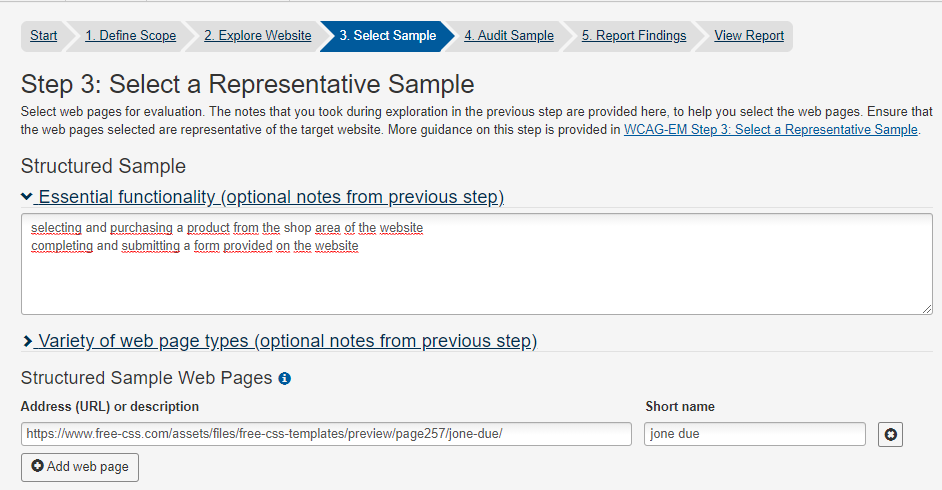 Start 1. Define Scope 2. Explore Website 3. Select Sample 4. Audit Sample 5. Report Findings View Report
Step 3: Select a Representative Sample
Select web pages for evaluation. The notes that you took during exploration in the previous step are provided here, to help you select the web pages. Ensure that
the web pages selected are representative of the target website. More guidance on this step is provided in WCAG-EM Step 3: Select a Representative Sample.
Structured Sample
Essential functionality (optional notes from previous step)
selecting and purchasing a product from the shop area of the website
completing and submitting a form provided on the website
Variety of web page types (optional notes from previous step)
Structured Sample Web Pages
Address (URL) or description Short name
https://www.free-css.com/assets/files/free-css-templates/preview/page257/jone-due/ jone due
Add web page